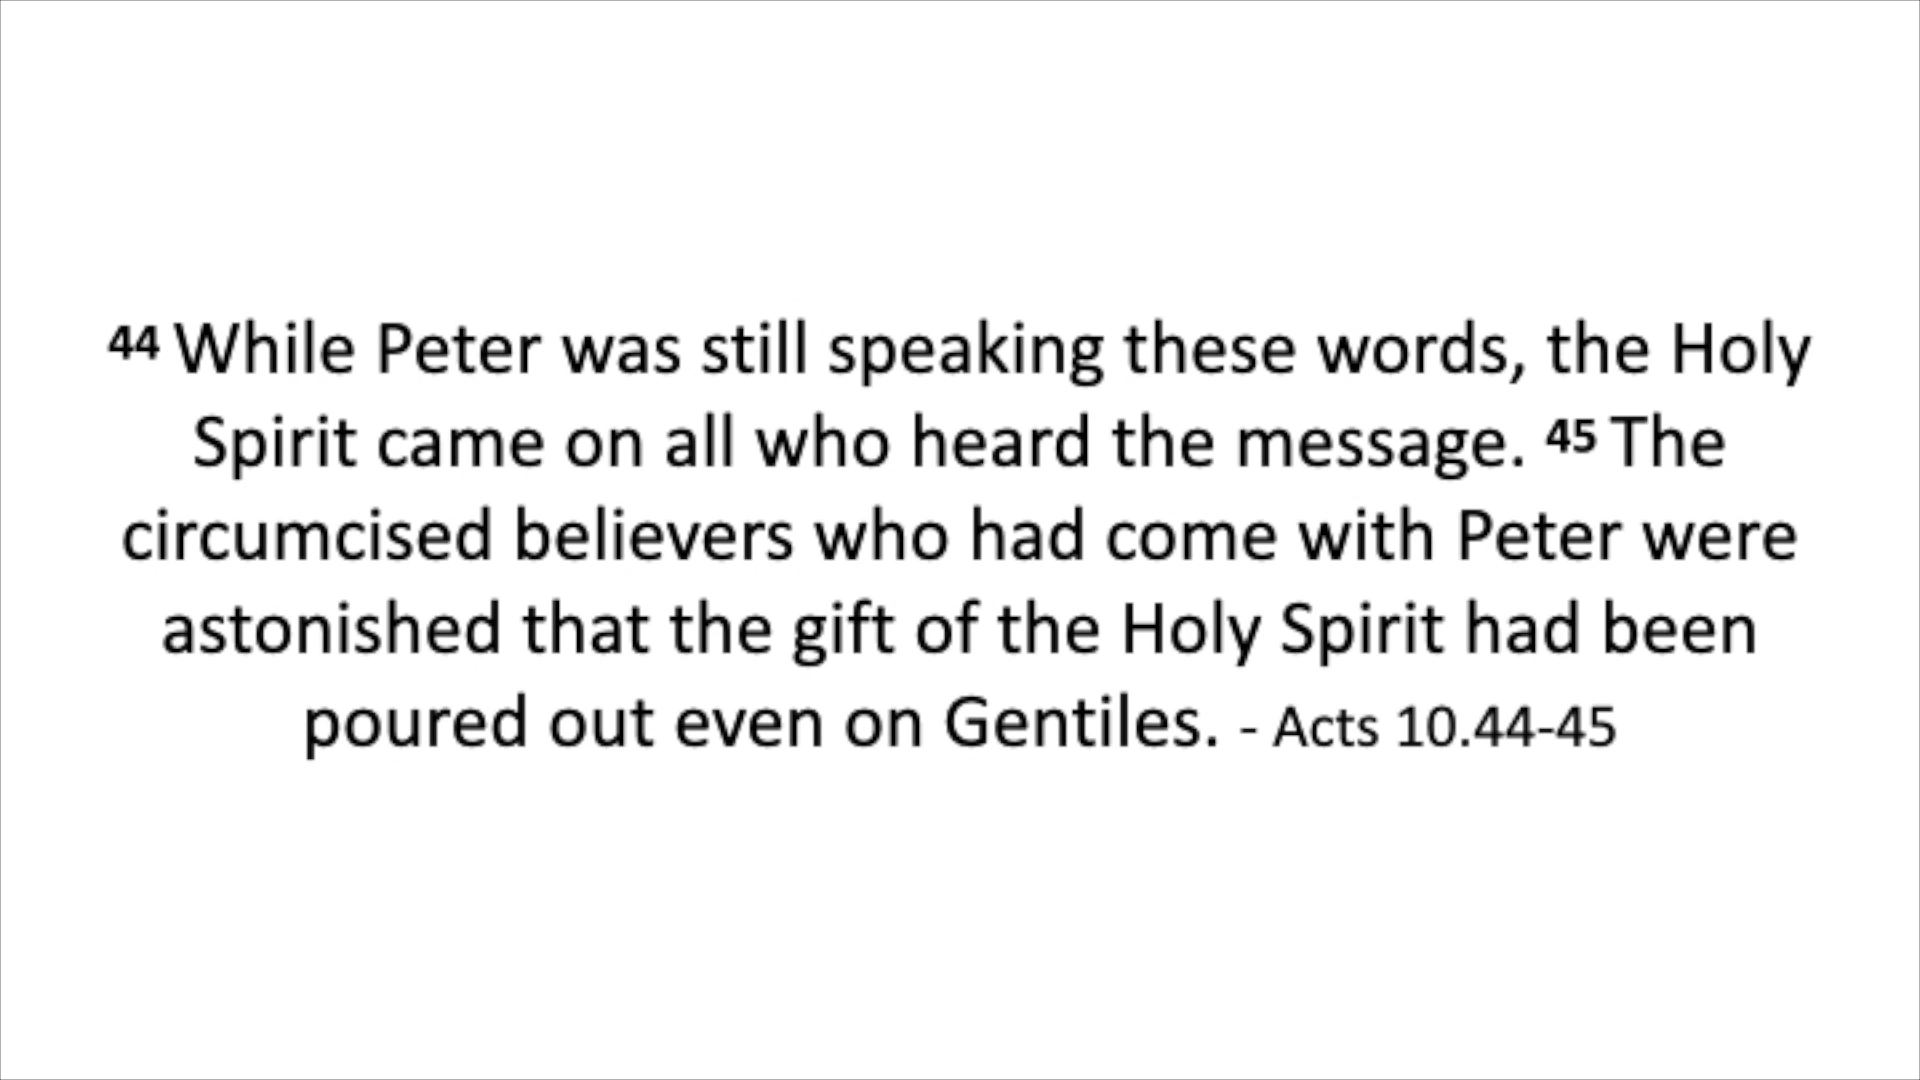 44 While Peter was still speaking these words, the Holy
Spirit came on all who heard the message. 45 The
circumcised believers who had come with Peter were
astonished that the gift of the Holy Spirit had been
poured out even on Gentiles. - Acts 10.44-45